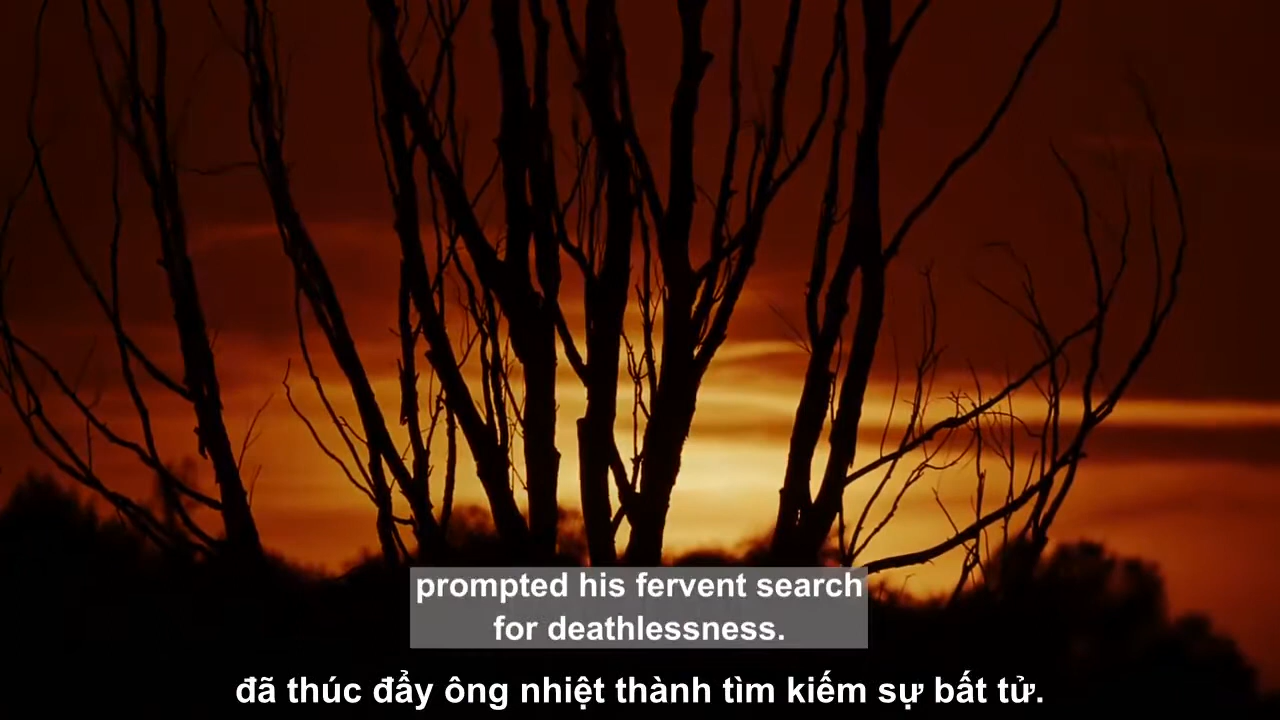 prompted his fervent search
for deathlessness.
đã thúc đẩy ông nhiệt thành tìm kiếm sự bất tử.